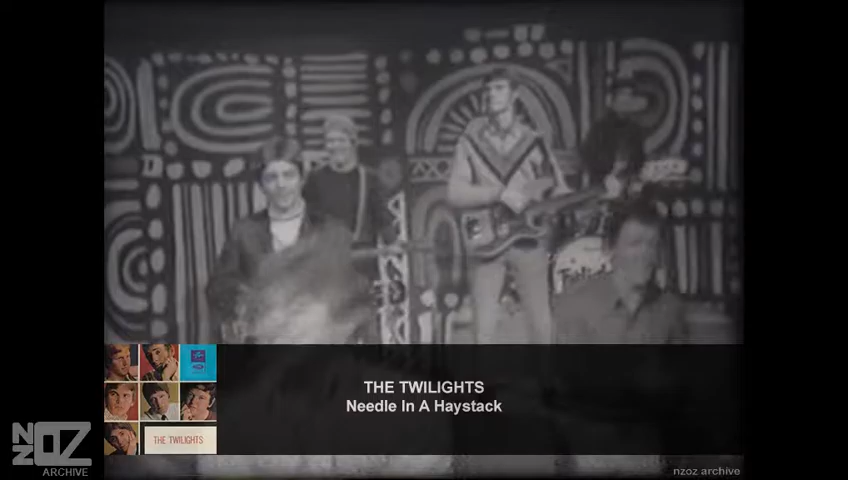 THE TWILIGHTS
Needle In A Haystack
THE TWILIGHTS
NZOZ
ARCHIVE
nzoz archive